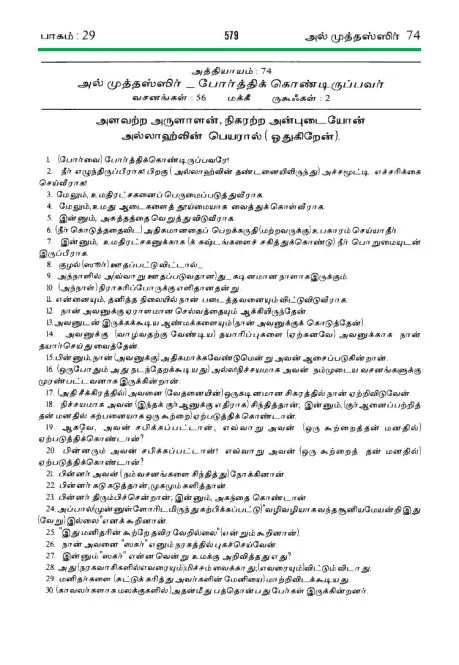 பாகம் : 29 579 அல் முத்தஸ்ஸிர் 74
அத்தியாயம் : 74
அல் முத்தஸ்ஸிர் _ போர்த்திக் கொண்டிருப்பவர்
வசனங்கள் : 56 மக்கீ ருகூஃகள் : 2
அளவற்ற அருளாளன், நிகரற்ற அன்புடையோன்
அல்லாஹ்வின் பெயரால் ( ஓதுகிறேன்).
1. (போர்வை) போர்த்திக்கொண்டிருப்பவரே!
2. நீர் எழுந்திருப்பீராக! பிறகு ( அல்லாஹ்வின் தண்டனையிலிருந்து) அச்சமூட்டி எச்சரிக்கை
செய்வீராக!
3. மேலும், உமதிரட்சகனைப் பெருமைப்படுத்துவீராக.
4. மேலும், உமது ஆடைகளைத் தூய்மையாக வைத்துக்கொள்வீராக.
5. இன்னும், அசுத்தத்தை வெறுத்துவிடுவீராக.
6. (நீர் கொடுத்ததைவிட) அதிகமானதைப் பெறக்கருதி (மற்றவருக்கு) உபகாரம் செய்யாதீர்.
7. இன்னும், உமதிரட்சகனுக்காக (க் கஷ்டங்களைச் சகித்துக்கொண்டு) நீர் பொறுமையுடன்
இருப்பீராக.
8. குழல் (ஸூர்) ஊதப்பட்டுவிட்டால்_
9. அந்நாளில் அ(வ்வாறு ஊதப்படுவதான)து_கடினமான நாளாக இருக்கும்.
10. (அந்நாள்) நிராகரிப்போருக்கு எளிதானதன்று.
11. என்னையும், தனித்த நிலையில் நான் படைத்தவனையும் விட்டுவிடுவீராக.
12. நான் அவனுக்கு ஏராளமான செல்வத்தையும் ஆக்கியிருந்தேன்.
13. அவனுடன் இருக்கக்கூடிய ஆண்மக்களையும் (நான் அவனுக்குக் கொடுத்தேன்).
14. அவனுக்கு (வாழ்வதற்கு வேண்டிய) தயாரிப்புகளை (ஏற்கனவே) அவனுக்காக நான்
தயார்செய்து வைத்தேன்.
15. பின்னும், நான் (அவனுக்கு) அதிகமாக்கவேண்டுமென்று அவன் ஆசைப்படுகின்றான்.
16. (ஒருபோதும் அது நடந்தேறக்கூடியது) அல்ல! நிச்சயமாக அவன் நம்முடைய வசனங்களுக்கு
முரண்பட்டவனாக இருக்கின்றான்.
17. (அதிசீக்கிரத்தில்) அவனை (வேதனையின்) ஒரு கடினமான சிகரத்தில் நான் ஏற்றிவிடுவேன்.
18. நிச்சயமாக அவன் (இந்தக் குர்ஆனுக்கு எதிராக) சிந்தித்தான்; இன்னும், (குர்ஆனைப்பற்றித்
தன் மனதில் கற்பனையாக ஒரு கூற்றை) ஏற்படுத்திக்கொண்டான்.
19. ஆகவே, அவன் சபிக்கப்பட்டான்; எவ்வாறு அவன் (ஒரு கூற்றைத்தன் மனதில்)
ஏற்படுத்திக்கொண்டான்?
20. பின்னரும் அவன் சபிக்கப்பட்டான்! எவ்வாறு அவன் (ஒரு கூற்றைத் தன் மனதில்)
ஏற்படுத்திக்கொண்டான்?
21. பின்னர் அவன் (நம் வசனங்களை சிந்தித்து) நோக்கினான்.
22. பின்னர் கடுகடுத்தான்; முகமும் சுளித்தான்.
23. பின்னர் திரும்பிச்சென்றான்; இன்னும், அகந்தை கொண்டான்.
24. அப்பால் (முன்னுள்ளோரிடமிருந்து கற்பிக்கப்பட்டு) "வழிவழியாக வந்த சூனியமேயன்றி இது
(வேறு) இல்லை" எனக் கூறினான்.
25. "இது மனிதரின் கூற்றே தவிர வேறில்லை" (என்றும் கூறினான்).
26. நான் அவனை "ஸகர்" எனும் நரகத்தில் புகச்செய்வேன்.
27. இன்னும் "ஸகர்" என்னவென்று உமக்கு அறிவித்தது எது?
28. அது (நரகவாசிகளில் எவரையும்) மிச்சம் வைக்காது; (எவரையும்) விட்டும் விடாது.
29. மனிதர்களை (சுட்டுக் கரித்து அவர்களின் மேனியை) மாற்றிவிடக்கூடியது.
30. (காவலர்களாக மலக்குகளில்) அதன்மீது பத்தொன்பது பேர்கள் இருக்கின்றனர்.